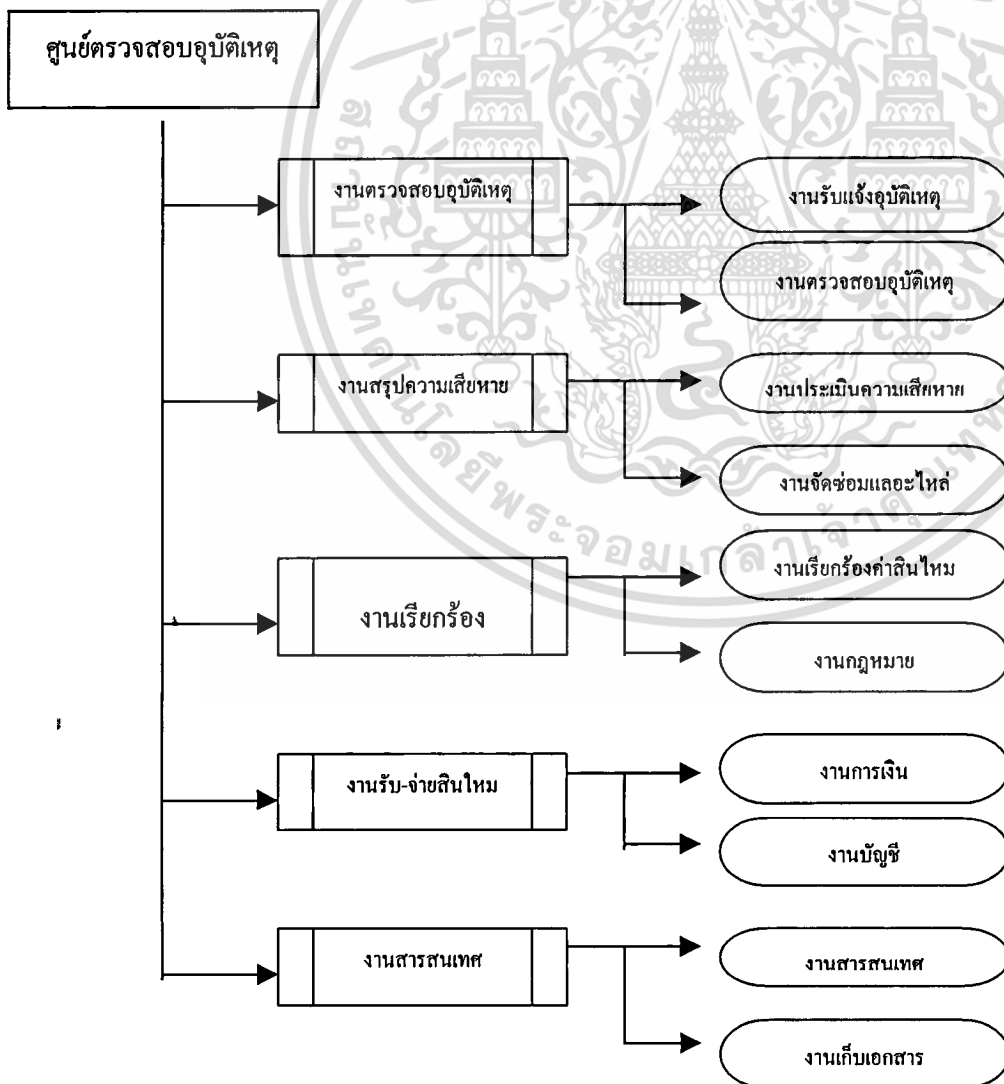 ศูนย์ตรวจสอบอุบัติเหตุ
งานตรวจสอบอุบัติเหตุ
งานรับแจ้งอุบัติเหตุ
งานตรวจสอบอุบัติเหตุ
งานสรุปความเสียหาย
งานประเมินความเสียหาย
งานจัดซ่อมแลอะไหล่
งานเรียกร้อง
งานเรียกร้องค่าสินไหม
งานกฎหมาย
งานรับ-จ่ายสินไหม
งานการเงิน
งานบัญชี
งานสารสนเทศ
งานสารสนเทศ
งานเก็บเอกสาร